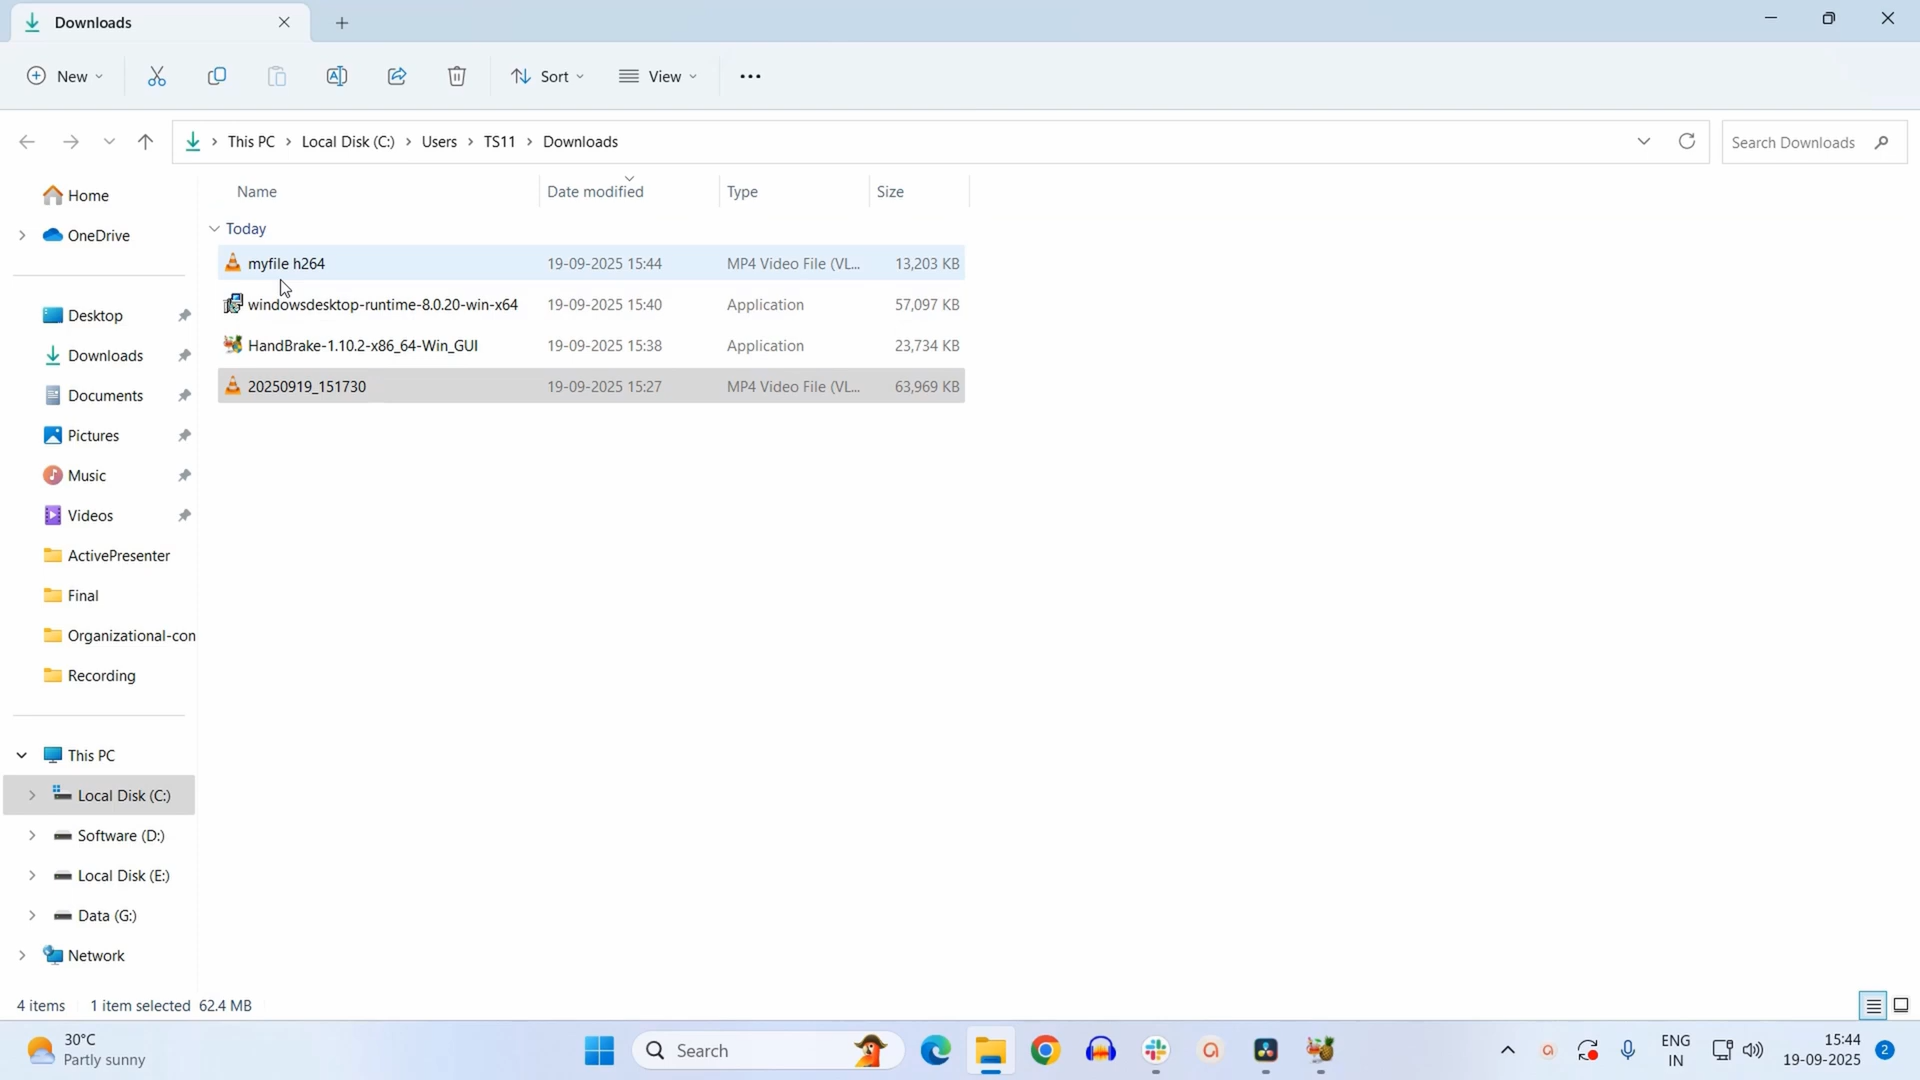 Downloads
New
Sort
View
This PC
Local Disk (C:)
Users
TS11
Downloads
Search Downloads
Home
OneDrive
Desktop
Downloads
Documents
Pictures
Music
Videos
ActivePresenter
Final
Organizational-con
Recording
This PC
Local Disk (C:)
Software (D:)
Local Disk (E:)
Data (G:)
Network
Name Date modified Type Size
Today
myfile h264 19-09-2025 15:44 MP4 Video File (VL... 13,203 KB
windowsdesktop-runtime-8.0.20-win-x64 19-09-2025 15:40 Application 57,097 KB
HandBrake-1.10.2-x86_64-Win_GUI 19-09-2025 15:38 Application 23,734 KB
20250919_151730 19-09-2025 15:27 MP4 Video File (VL... 63,969 KB
4 items 1 item selected 62.4 MB
30°C
Partly sunny
Search
ENG
IN
15:44
19-09-2025
2